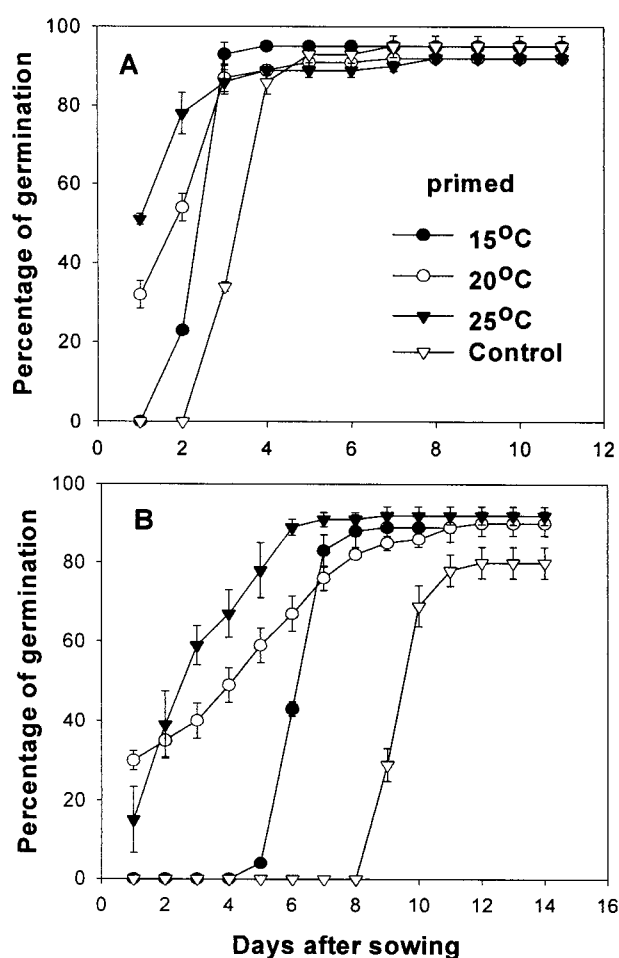 100
80
60
40
20
0
Percentage of germination
A
primed
15°C
20°C
25°C
Control
0 2 4 6 8 10 12
100
80
60
40
20
0
Percentage of germination
B
0 2 4 6 8 10 12 14 16
Days after sowing